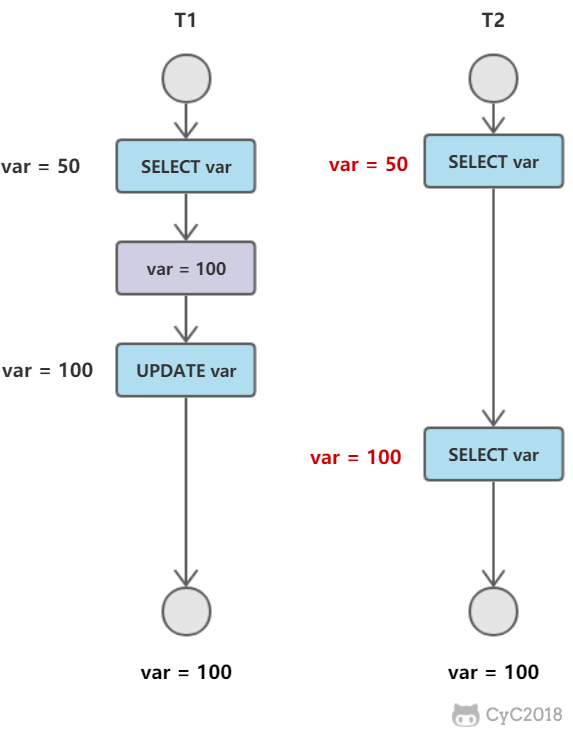 T1
T2
SELECT var
var = 50
SELECT var
var = 50
var = 100
UPDATE var
var = 100
SELECT var
var = 100
var = 100
var = 100
CyC2018